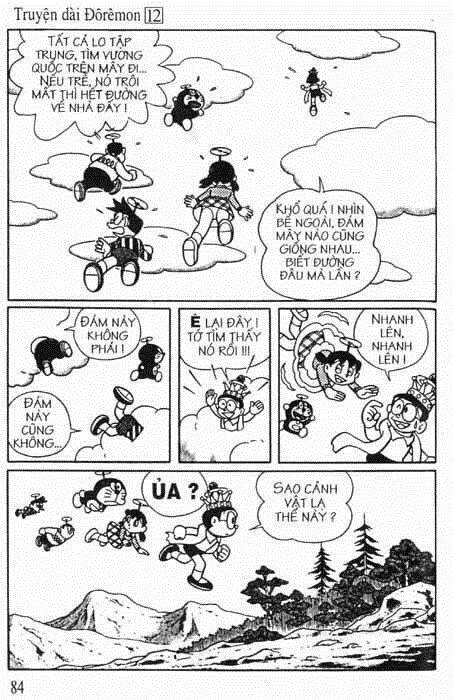 Truyện dài Đôrêmon 12
TẤT CẢ LO TẬP
TRUNG, TÌM VƯƠNG
QUỐC TRÊN MÂY ĐI...
NẾU TRỄ, NÓ TRÔI
MẤT THÌ HẾT ĐƯỜNG
VỀ NHÀ ĐẤY !
KHỔ QUÁ ! NHÌN
BỀ NGOÀI, ĐÁM
MÂY NÀO CŨNG
GIỐNG NHAU...
BIẾT ĐƯỜNG
ĐÂU MÀ LẦN ?
ĐÁM NÀY
KHÔNG
PHẢI !
ĐÁM
NÀY
CŨNG
KHÔNG...
Ê LẠI ĐÂY !
TỚ TÌM THẤY
NÓ RỒI !!!
NHANH
LÊN,
NHANH
LÊN !
ỦA ?
SAO CẢNH
VẬT LẠ
THẾ NÀY ?
84